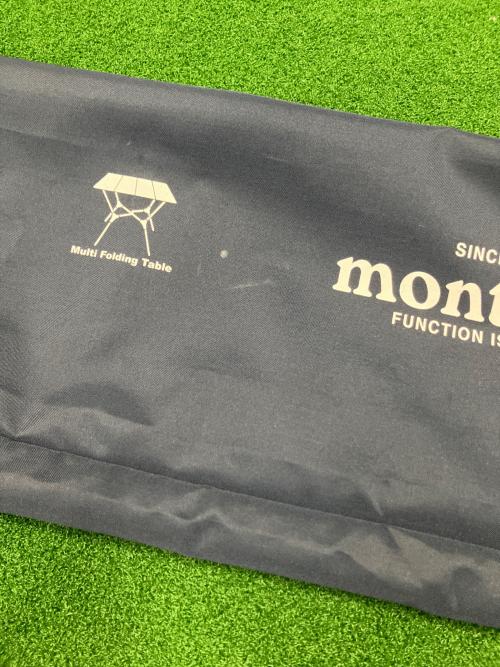 Multi Folding Table
SINC
mont
FUNCTION IS